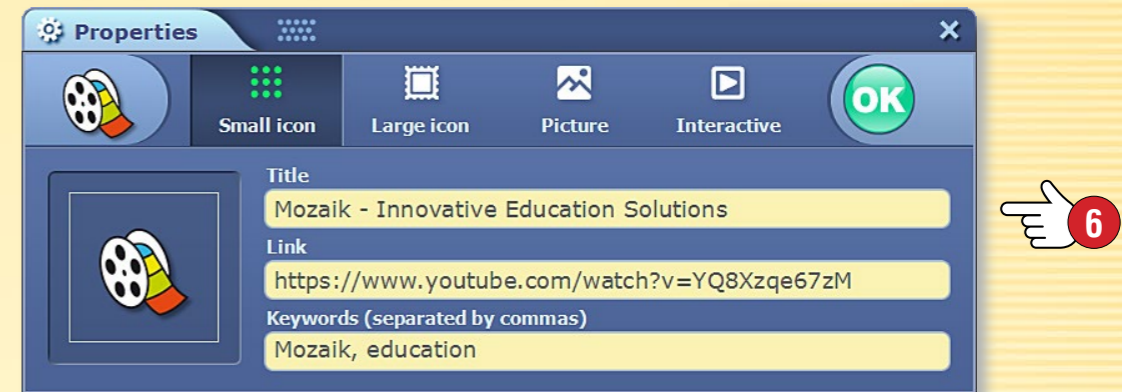 Properties
Small icon
Large icon
Picture
Interactive
OK
Title
Mozaik - Innovative Education Solutions
Link
https://www.youtube.com/watch?v=YQ8Xzqe67zM
Keywords (separated by commas)
Mozaik, education
6